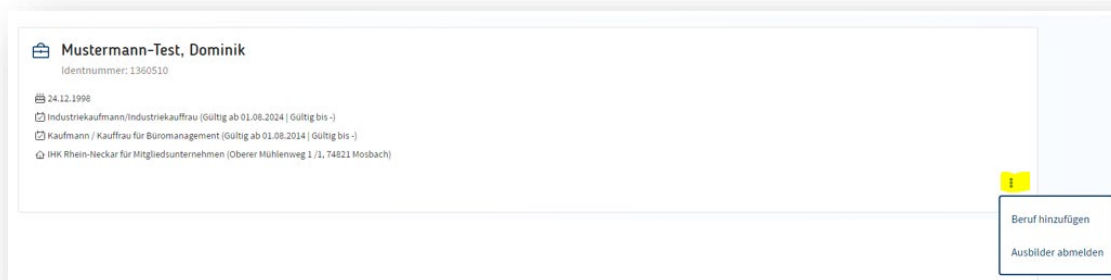 Mustermann-Test, Dominik
Identnummer: 1360510
24.12.1998
Industriekaufmann/Industriekauffrau (Gültig ab 01.08.2024 | Gültig bis -)
Kaufmann / Kauffrau für Büromanagement (Gültig ab 01.08.2014 | Gültig bis -)
IHK Rhein-Neckar für Mitgliedsunternehmen (Oberer Mühlenweg 1 /1, 74821 Mosbach)
Beruf hinzufügen
Ausbilder abmelden